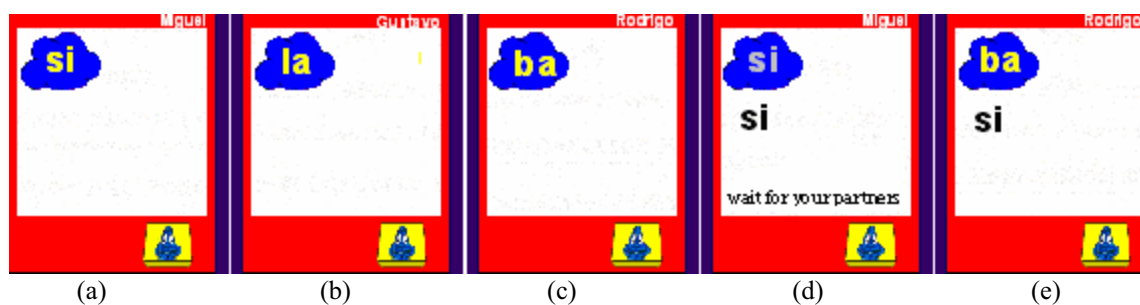 Miguel
si
(a)
Gustavo
la
(b)
Rodrigo
ba
(c)
Miguel
si
si
wait for your partners
(d)
Rodrigo
ba
si
(e)